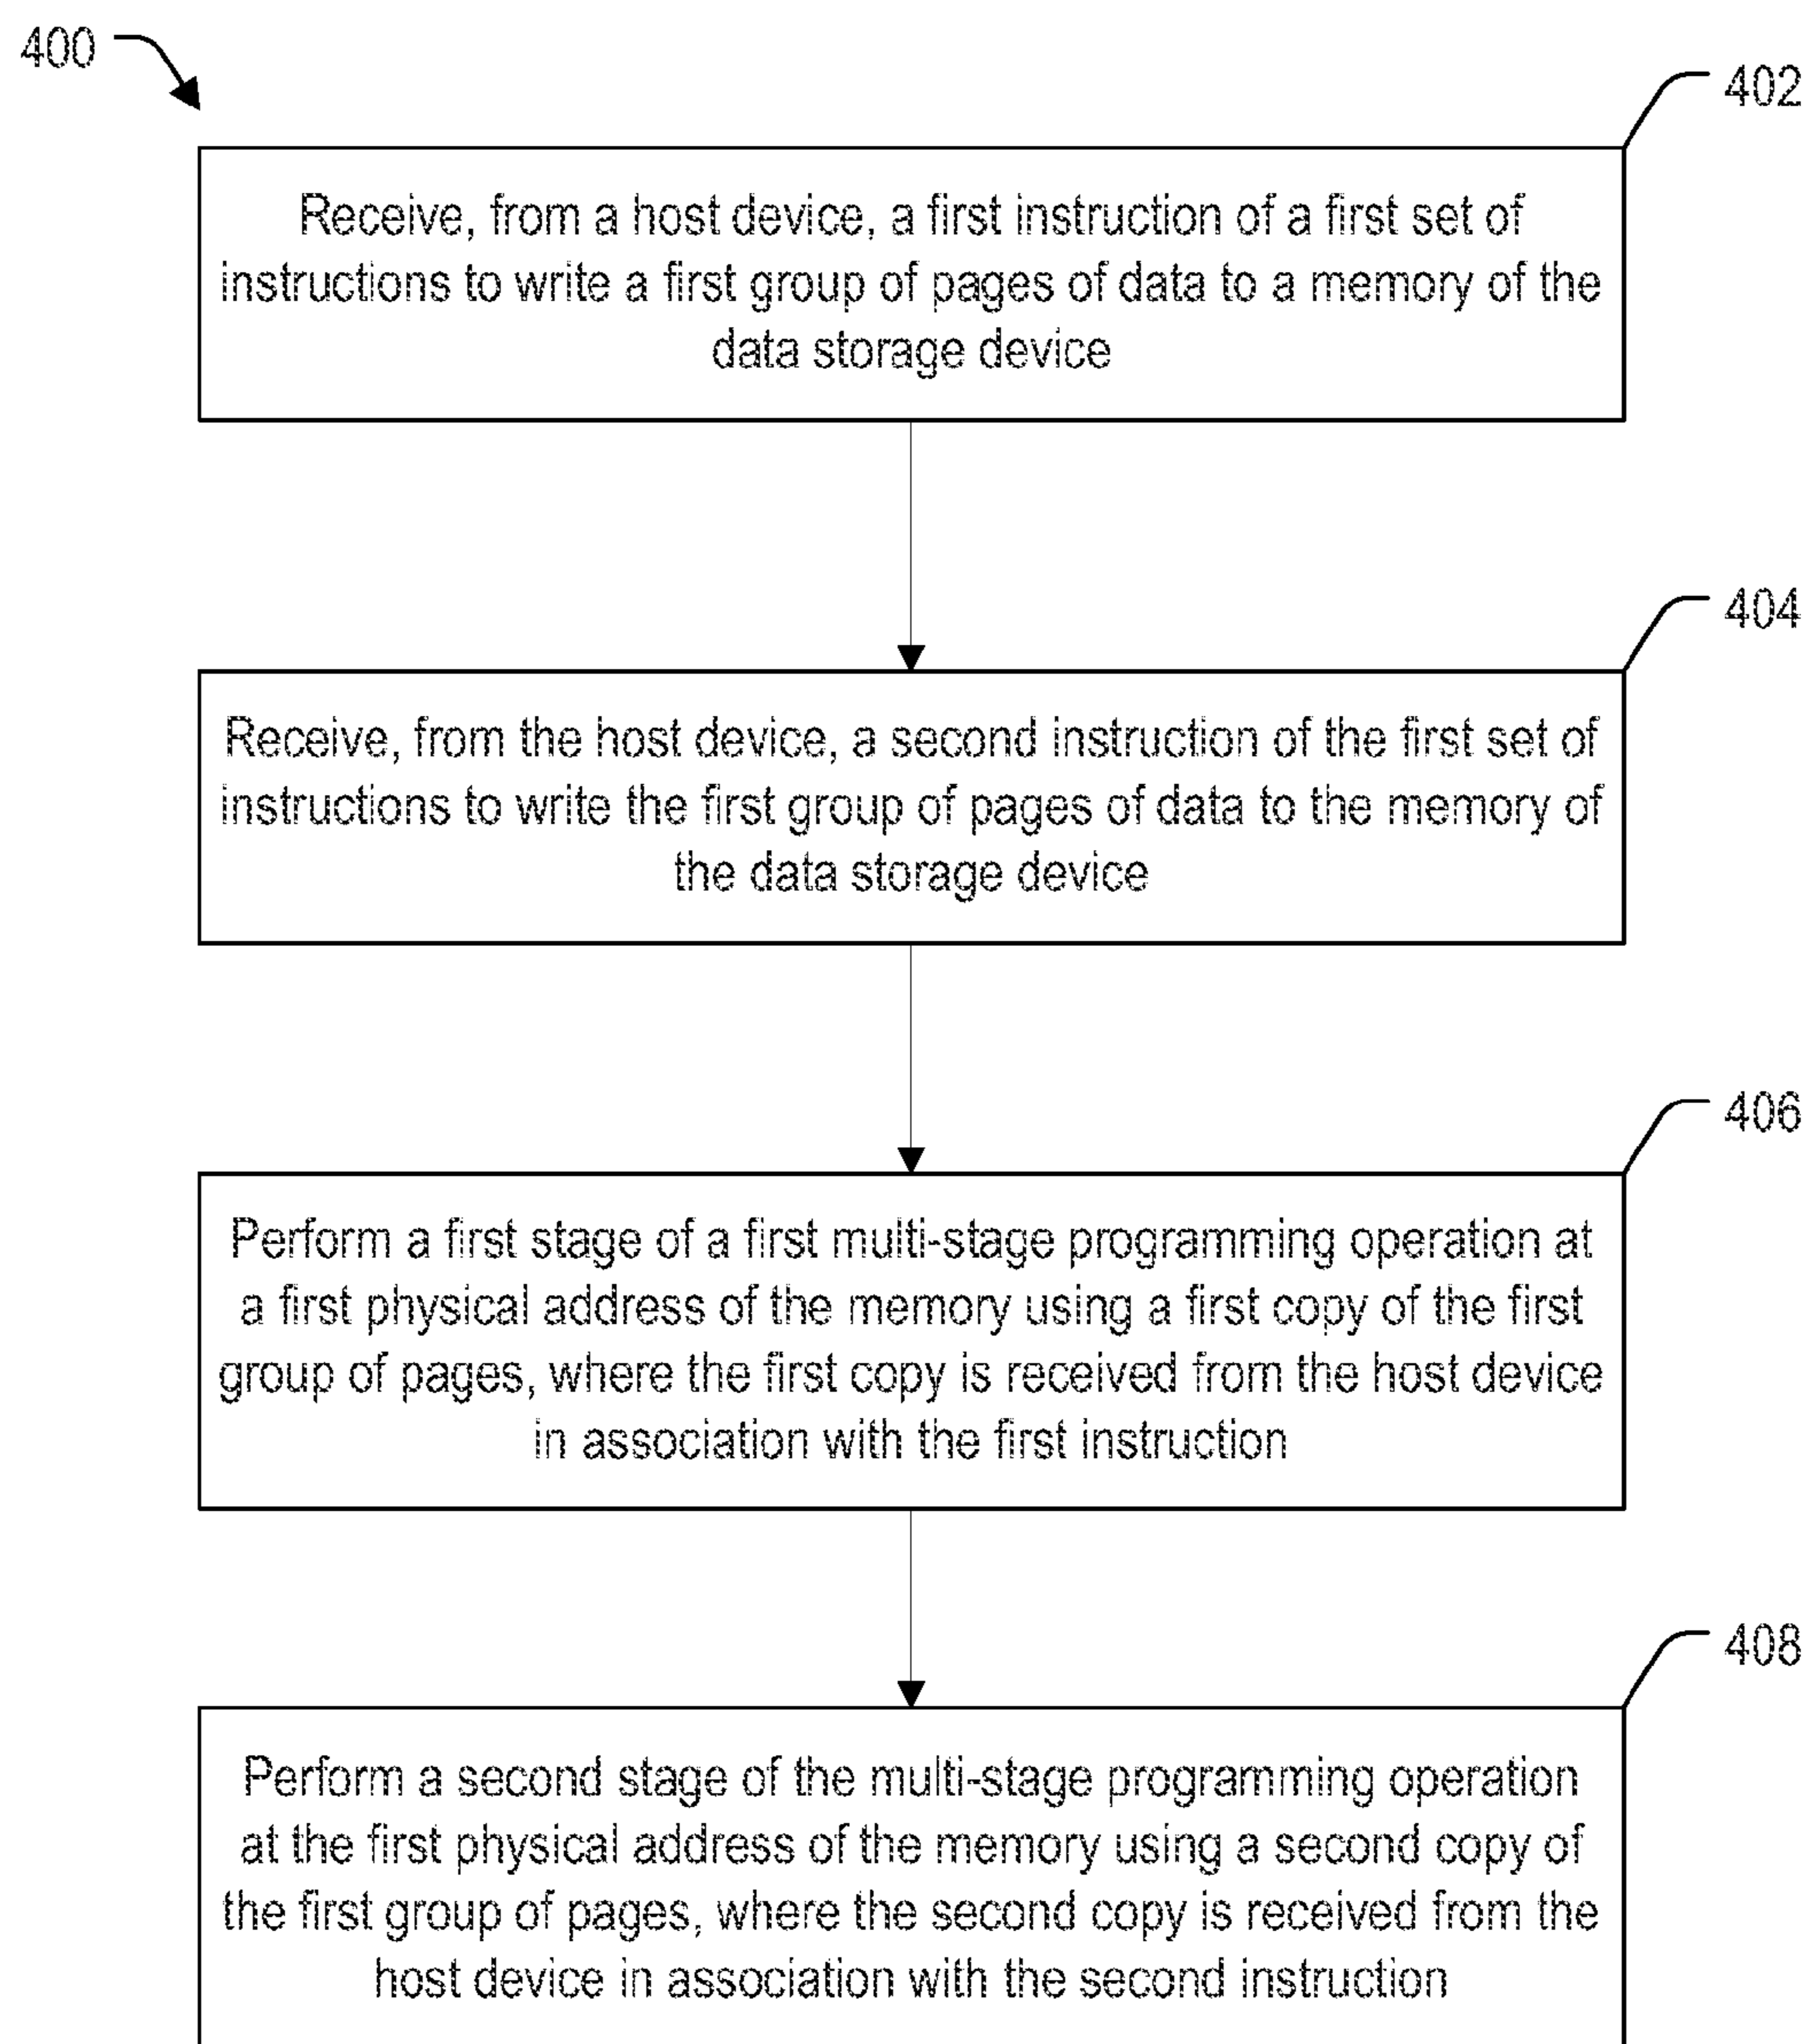 400
402
Receive, from a host device, a first instruction of a first set of
instructions to write a first group of pages of data to a memory of the
data storage device
404
Receive, from the host device, a second instruction of the first set of
instructions to write the first group of pages of data to the memory of
the data storage device
406
Perform a first stage of a first multi-stage programming operation at
a first physical address of the memory using a first copy of the first
group of pages, where the first copy is received from the host device
in association with the first instruction
408
Perform a second stage of the multi-stage programming operation
at the first physical address of the memory using a second copy of
the first group of pages, where the second copy is received from the
host device in association with the second instruction